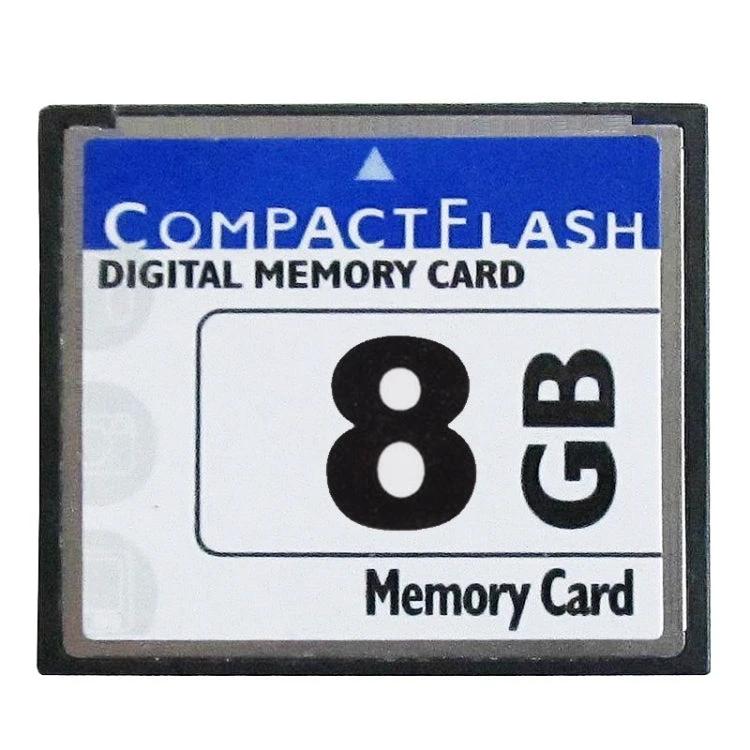 COMPACTFLASH
DIGITAL MEMORY CARD
8 GB
Memory Card